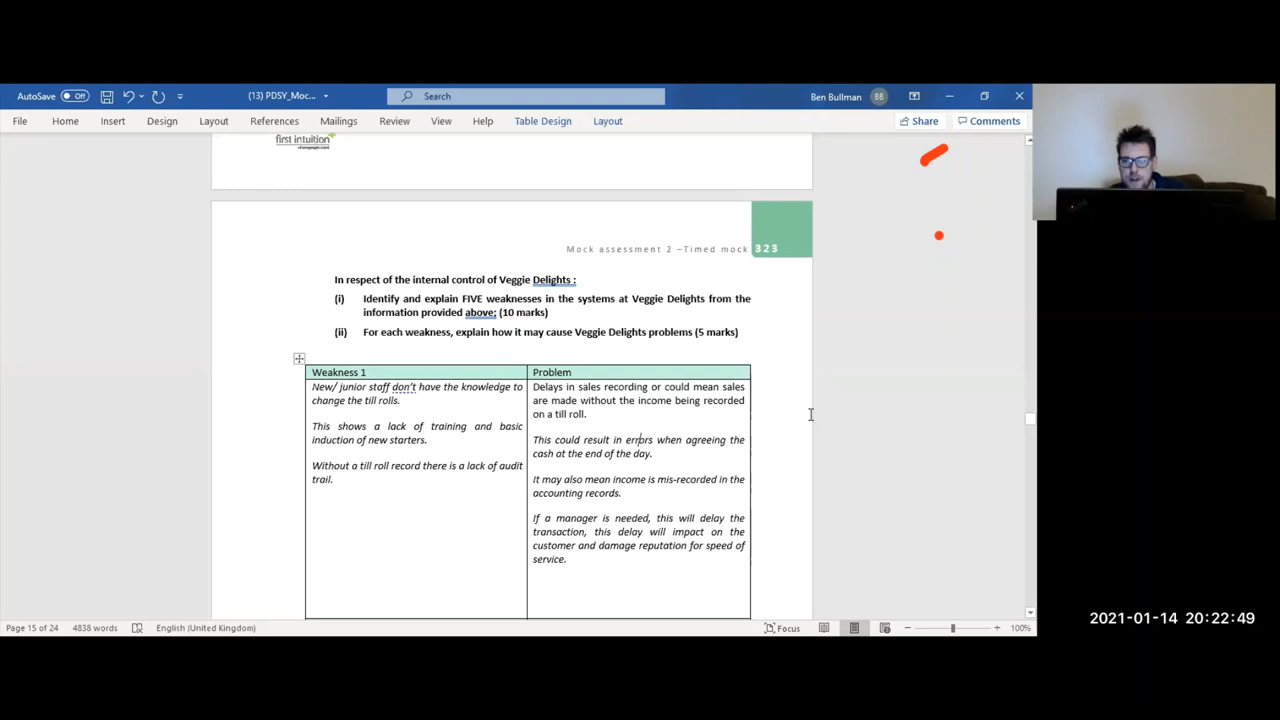 AutoSave Off (13) PDSY_Moc... Search Ben Bullman BB
File Home Insert Design Layout References Mailings Review View Help Table Design Layout Share Comments
first intuition
Mock assessment 2 –Timed mock 323
In respect of the internal control of Veggie Delights :
(i) Identify and explain FIVE weaknesses in the systems at Veggie Delights from the
information provided above; (10 marks)
(ii) For each weakness, explain how it may cause Veggie Delights problems (5 marks)
Weakness 1
New/ junior staff don't have the knowledge to
change the till rolls.
This shows a lack of training and basic
induction of new starters.
Without a till roll record there is a lack of audit
trail.
Problem
Delays in sales recording or could mean sales
are made without the income being recorded
on a till roll.
This could result in errors when agreeing the
cash at the end of the day.
It may also mean income is mis-recorded in the
accounting records.
If a manager is needed, this will delay the
transaction, this delay will impact on the
customer and damage reputation for speed of
service.
Page 15 of 24 4838 words English (United Kingdom) Focus 100%
2021-01-14 20:22:49